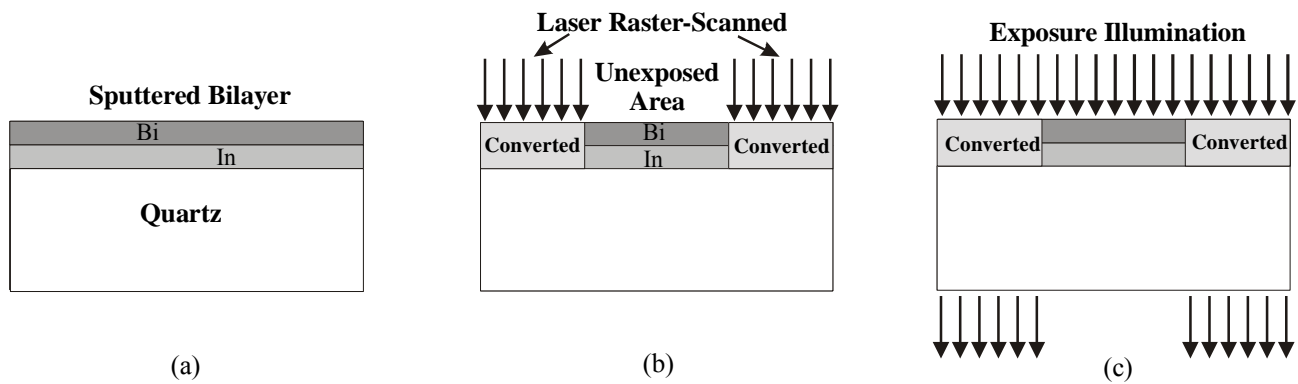 Sputtered Bilayer
Bi
In
Quartz
(a)
Laser Raster-Scanned
Unexposed
Area
Converted
Bi
In
Converted
(b)
Exposure Illumination
Converted
Converted
(c)